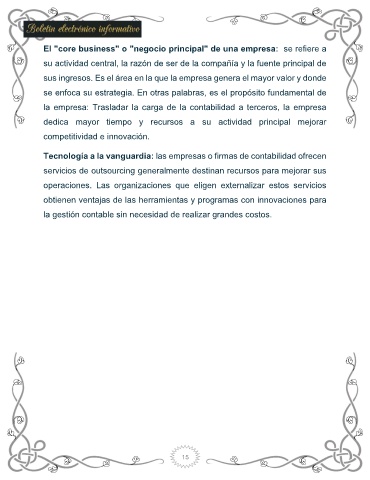 Boletín electrónico informativo
El "core business" o "negocio principal" de una empresa: se refiere a
su actividad central, la razón de ser de la compañía y la fuente principal de
sus ingresos. Es el área en la que la empresa genera el mayor valor y donde
se enfoca su estrategia. En otras palabras, es el propósito fundamental de
la empresa: Trasladar la carga de la contabilidad a terceros, la empresa
dedica mayor tiempo y recursos a su actividad principal mejorar
competitividad e innovación.
Tecnología a la vanguardia: las empresas o firmas de contabilidad ofrecen
servicios de outsourcing generalmente destinan recursos para mejorar sus
operaciones. Las organizaciones que eligen externalizar estos servicios
obtienen ventajas de las herramientas y programas con innovaciones para
la gestión contable sin necesidad de realizar grandes costos.
15